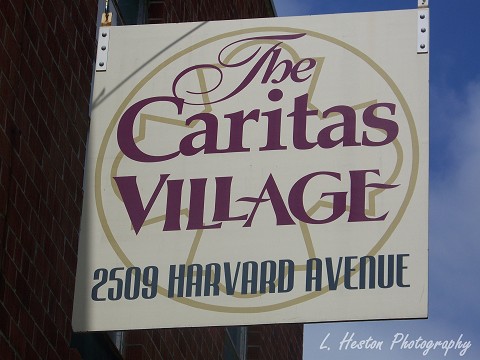 The
Caritas
VILLAGE
2509 HARVARD AVENUE
L. Heston Photography